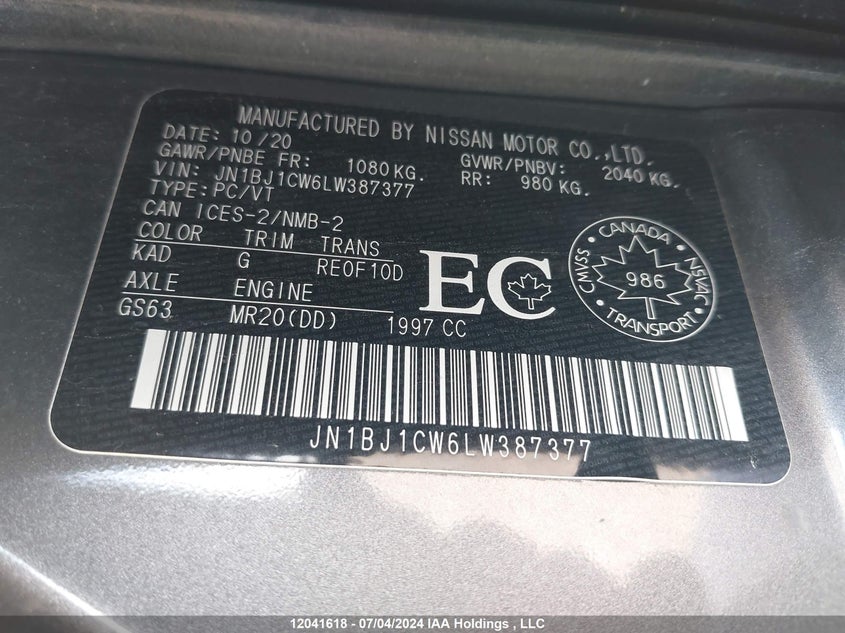 MANUFACTURED BY NISSAN MOTOR CO.,LTD.
DATE: 10/20
GAWR/PNBE FR: 1080 KG. GVWR/PNBV: 2040 KG.
VIN: JN1BJ1CW6LW387377 RR: 980 KG.
TYPE: PC/VT
CAN ICES-2/NMB-2
COLOR TRIM TRANS
KAD G RE0F10D
AXLE ENGINE
GS63 MR20(DD) 1997 CC
EC
CANADA
CMVSS 986 NSVAC
TRANSPORT
JN1BJ1CW6LW387377
12041618 - 07/04/2024 IAA Holdings , LLC